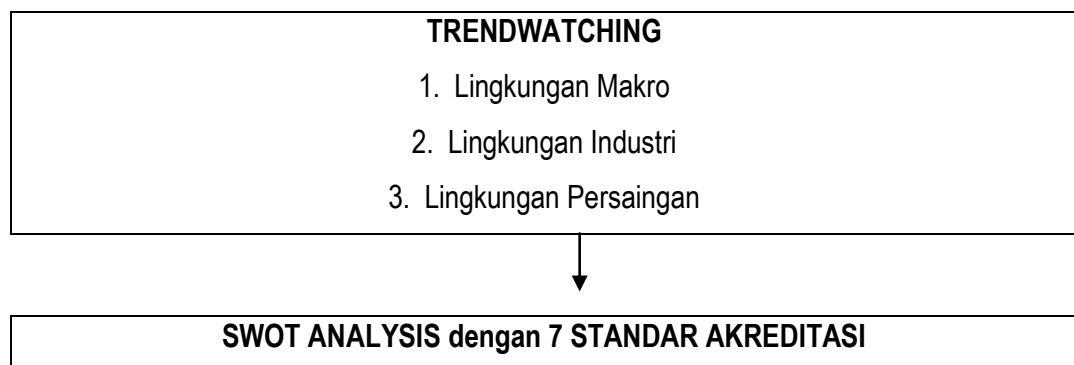 TRENDWATCHING
1. Lingkungan Makro
2. Lingkungan Industri
3. Lingkungan Persaingan
SWOT ANALYSIS dengan 7 STANDAR AKREDITASI